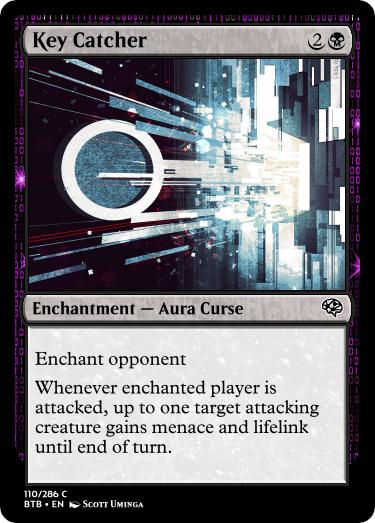 Key Catcher 2
Enchantment — Aura Curse
Enchant opponent
Whenever enchanted player is
attacked, up to one target attacking
creature gains menace and lifelink
until end of turn.
110/286 C
BTB • EN Scott Uminga